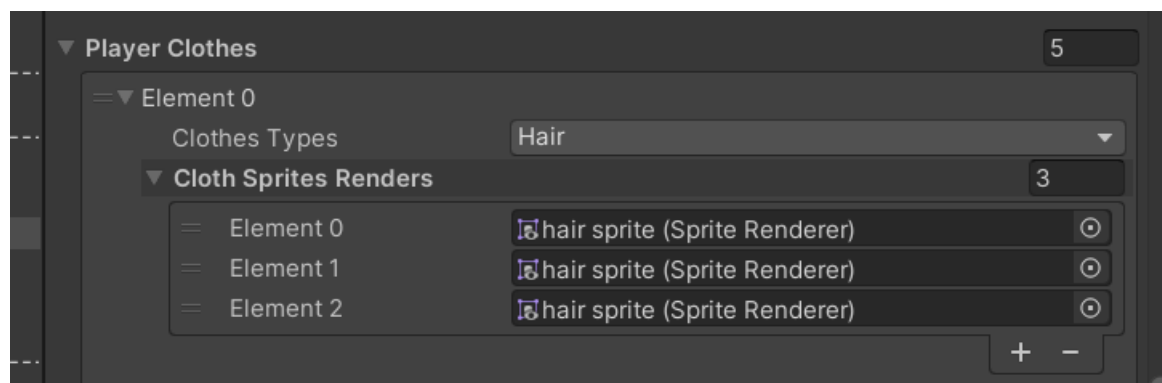 Player Clothes 5
Element 0
Clothes Types Hair
Cloth Sprites Renders 3
Element 0 hair sprite (Sprite Renderer)
Element 1 hair sprite (Sprite Renderer)
Element 2 hair sprite (Sprite Renderer)
+ −